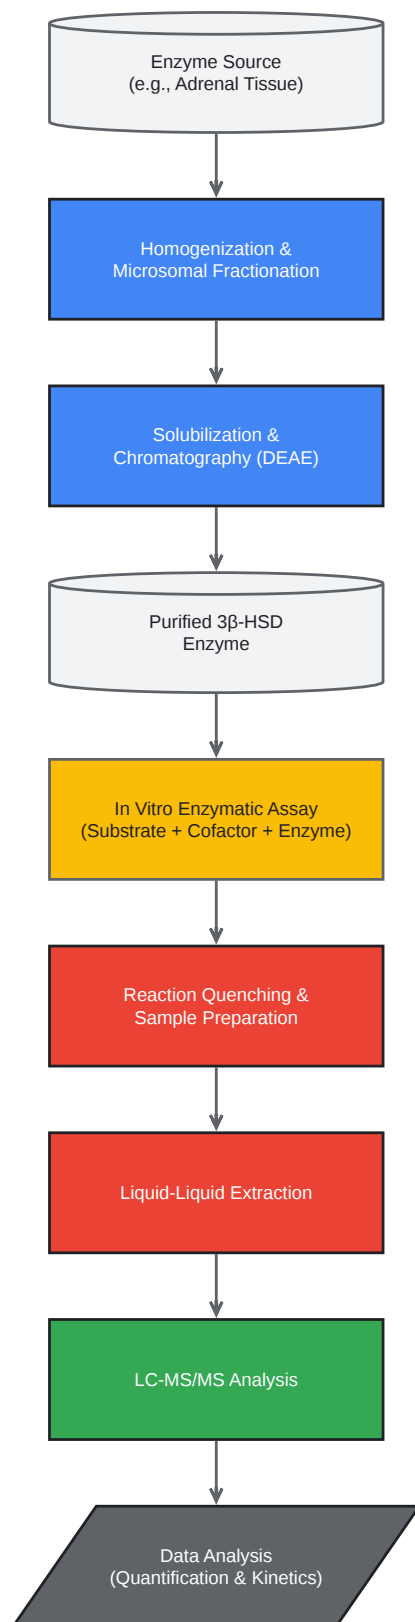 Enzyme Source
(e.g., Adrenal Tissue)
Homogenization &
Microsomal Fractionation
Solubilization &
Chromatography (DEAE)
Purified 3β-HSD
Enzyme
In Vitro Enzymatic Assay
(Substrate + Cofactor + Enzyme)
Reaction Quenching &
Sample Preparation
Liquid-Liquid Extraction
LC-MS/MS Analysis
Data Analysis
(Quantification & Kinetics)